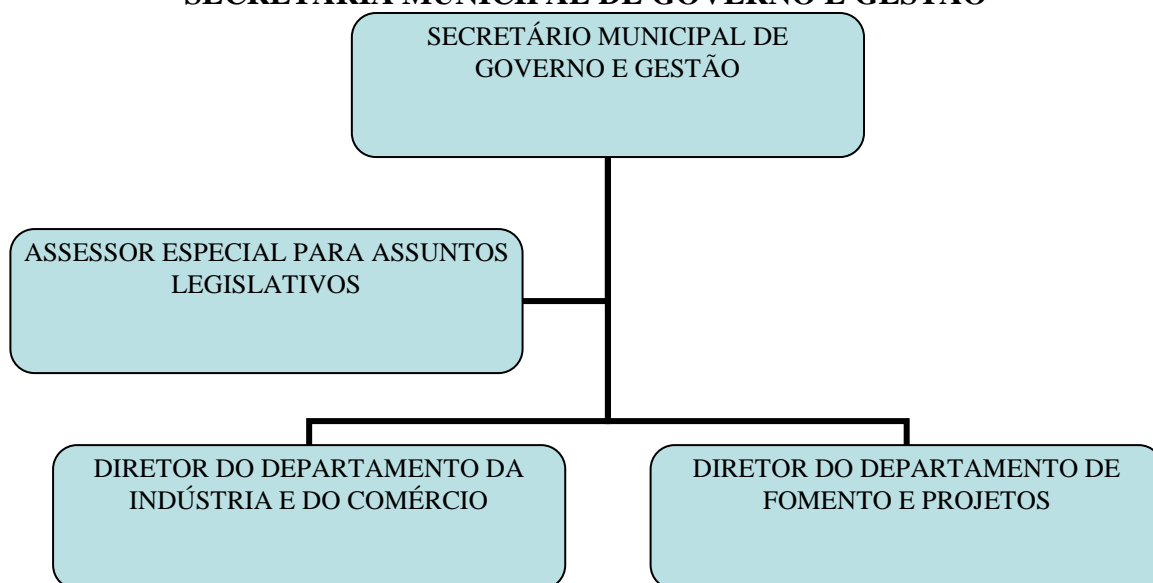 SECRETARIA MUNICIPAL DE GOVERNO E GESTÃO
SECRETÁRIO MUNICIPAL DE
GOVERNO E GESTÃO
ASSESSOR ESPECIAL PARA ASSUNTOS
LEGISLATIVOS
DIRETOR DO DEPARTAMENTO DA
INDÚSTRIA E DO COMÉRCIO
DIRETOR DO DEPARTAMENTO DE
FOMENTO E PROJETOS